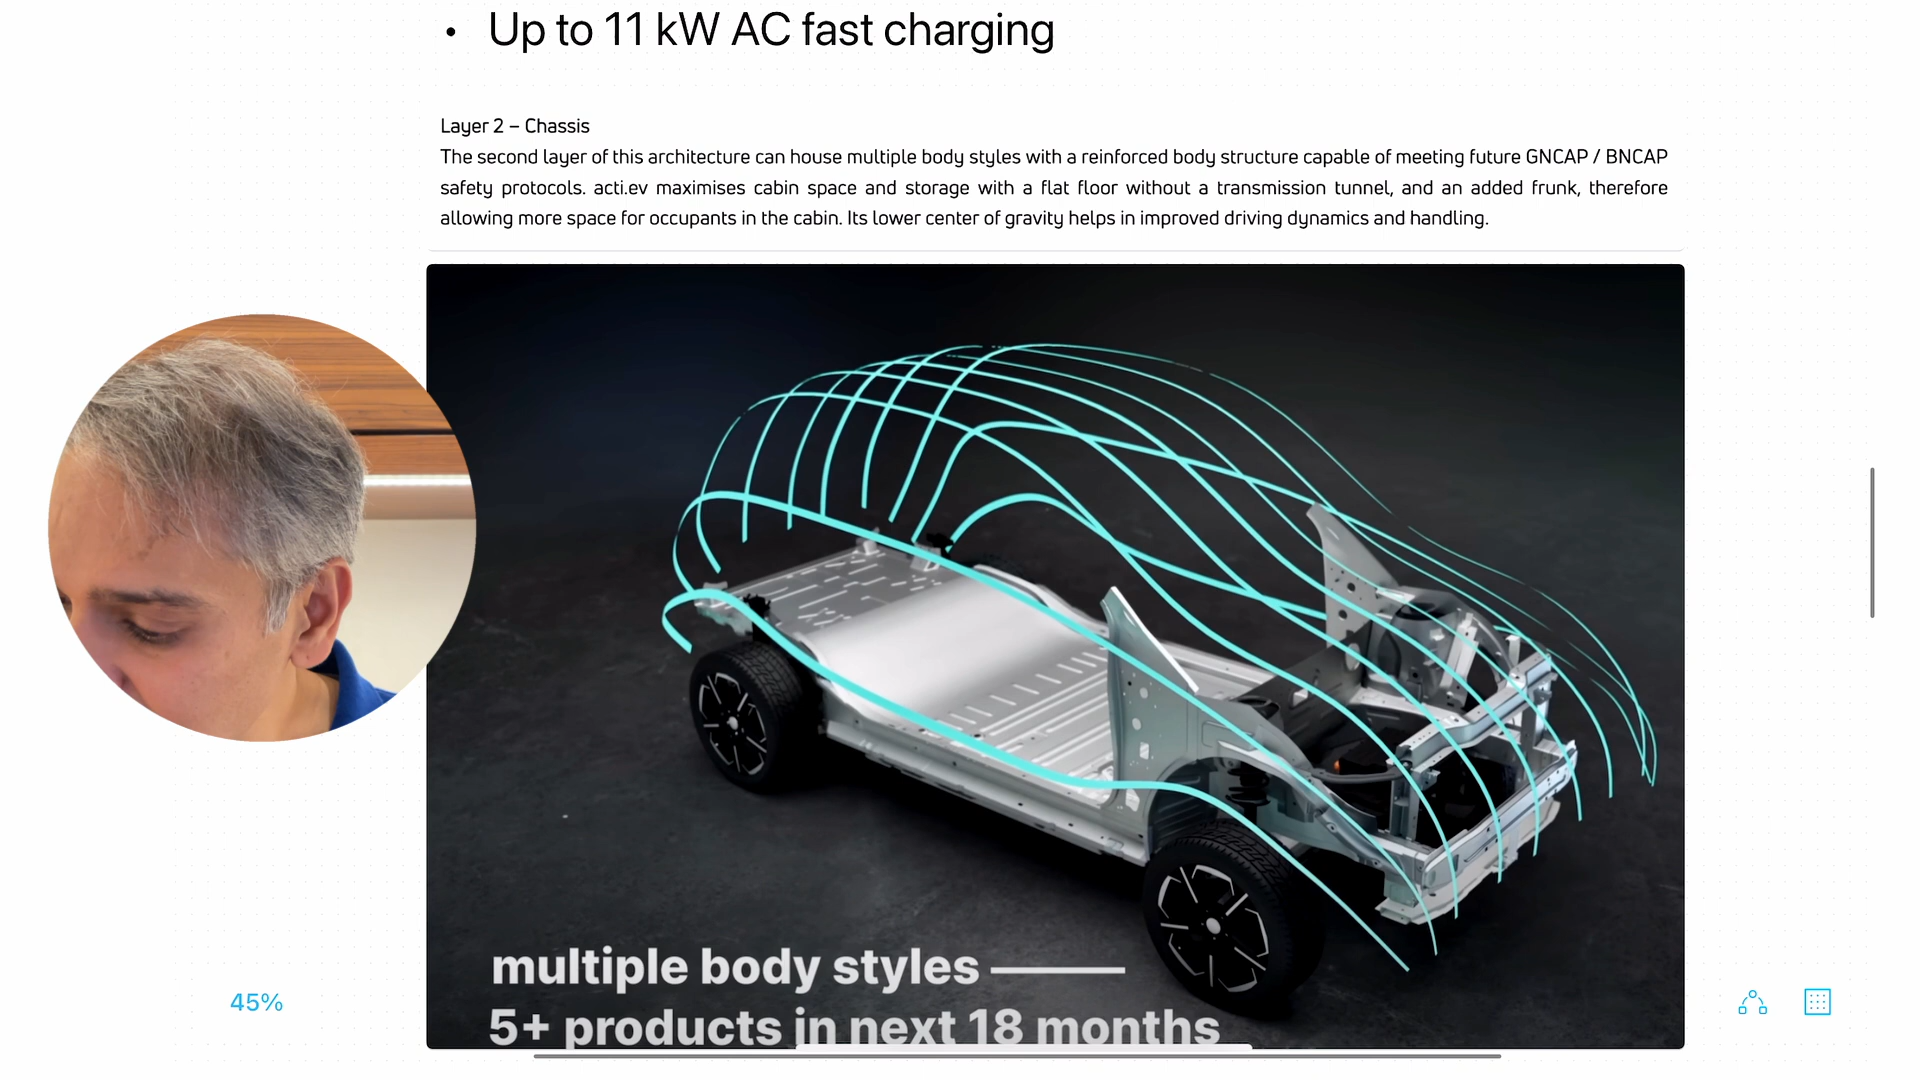 • Up to 11 kW AC fast charging
Layer 2 – Chassis
The second layer of this architecture can house multiple body styles with a reinforced body structure capable of meeting future GNCAP / BNCAP
safety protocols. acti.ev maximises cabin space and storage with a flat floor without a transmission tunnel, and an added frunk, therefore
allowing more space for occupants in the cabin. Its lower center of gravity helps in improved driving dynamics and handling.
multiple body styles
5+ products in next 18 months
45%